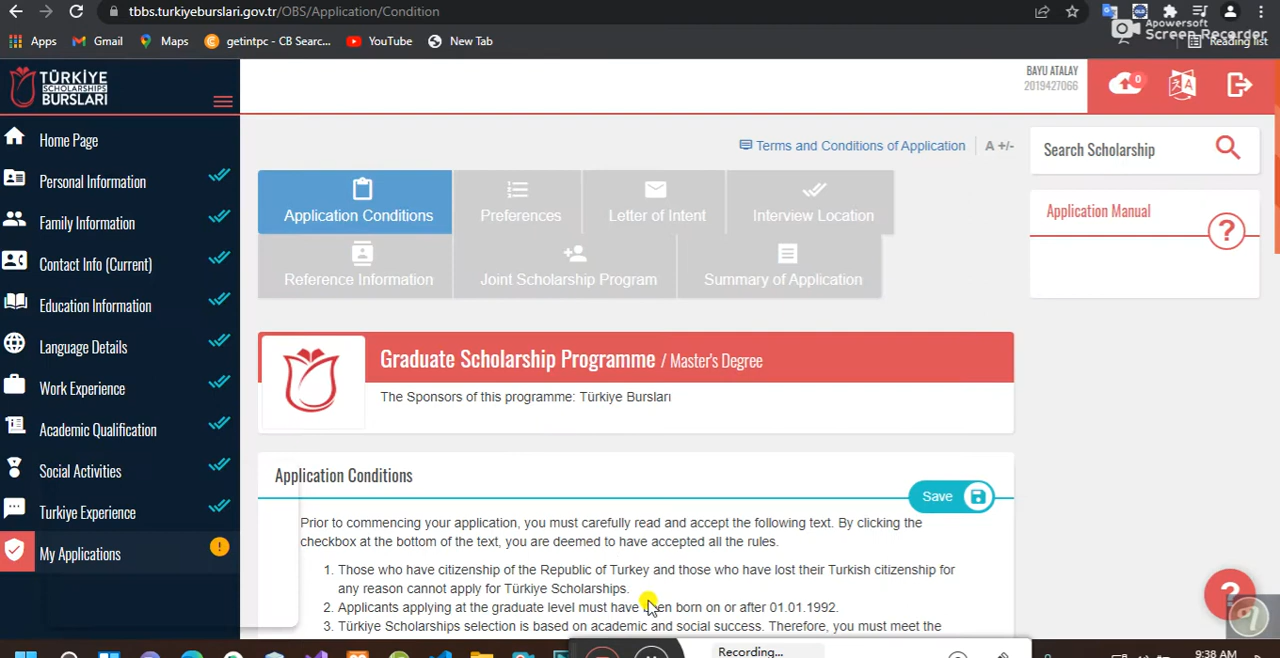 tbbs.turkiyeburslari.gov.tr/OBS/Application/Condition
Apowersoft
Screen Recorder
Apps
Gmail
Maps
getintpc - CB Searc...
YouTube
New Tab
Reading list
TÜRKİYE
SCHOLARSHIPS
BURSLARI
BAYU ATALAY
2019427066
0
Home Page
Personal Information
Family Information
Contact Info (Current)
Education Information
Language Details
Work Experience
Academic Qualification
Social Activities
Turkiye Experience
My Applications
Terms and Conditions of Application
A +/-
Application Conditions
Preferences
Letter of Intent
Interview Location
Reference Information
Joint Scholarship Program
Summary of Application
Search Scholarship
Application Manual
?
Graduate Scholarship Programme / Master's Degree
The Sponsors of this programme: Türkiye Bursları
Application Conditions
Save
Prior to commencing your application, you must carefully read and accept the following text. By clicking the
checkbox at the bottom of the text, you are deemed to have accepted all the rules.
1. Those who have citizenship of the Republic of Turkey and those who have lost their Turkish citizenship for
any reason cannot apply for Türkiye Scholarships.
2. Applicants applying at the graduate level must have been born on or after 01.01.1992.
3. Türkiye Scholarships selection is based on academic and social success. Therefore, you must meet the
?
Recording...
9:38 AM